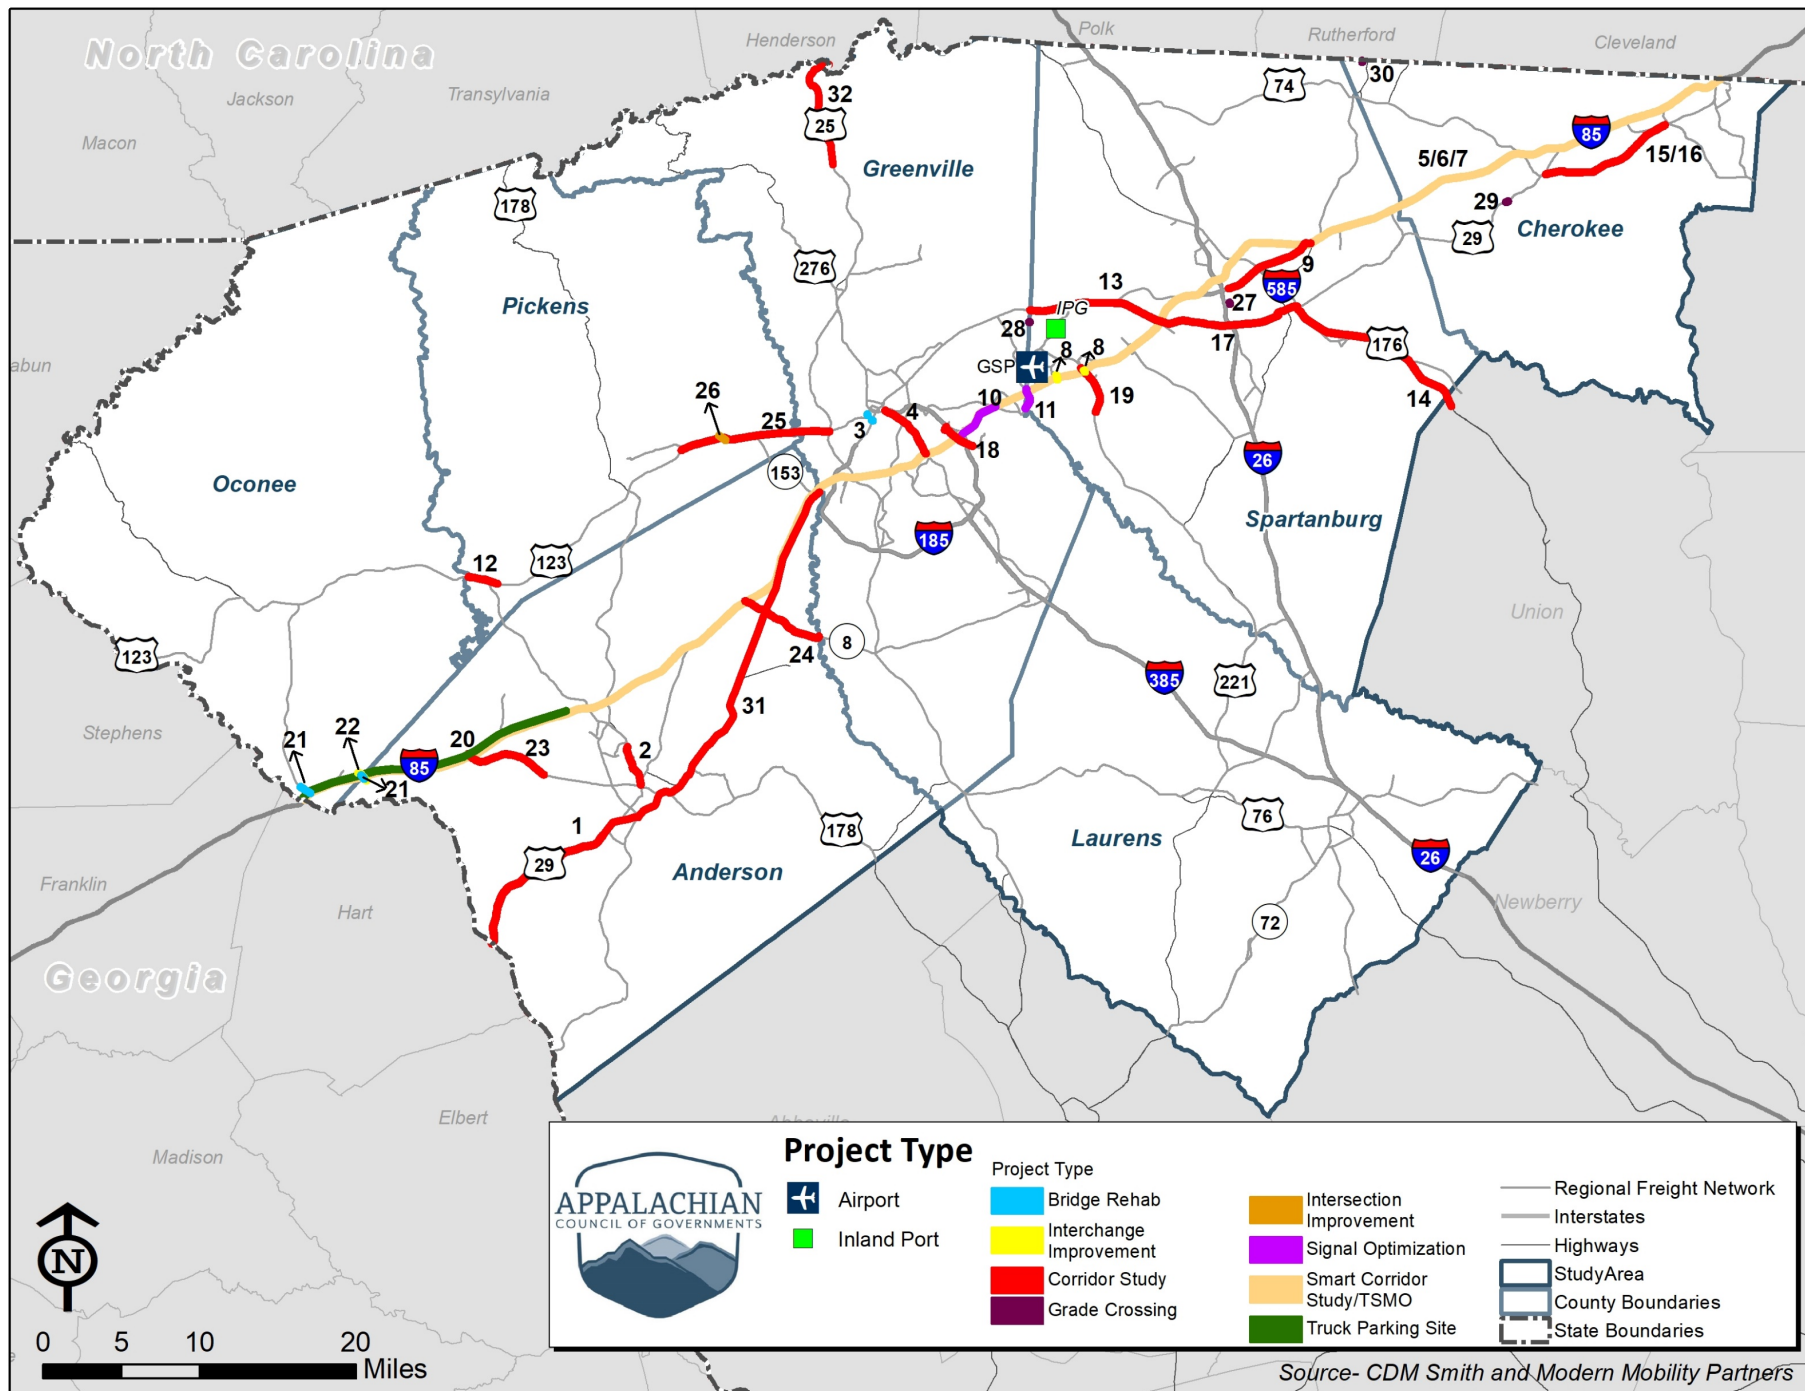 North Carolina
Henderson
Polk
Rutherford
Cleveland
Jackson
Transylvania
Macon
32
25
74
30
85
5/6/7
15/16
Greenville
178
29
29
Cherokee
276
9
585
Pickens
13
IPG
27
28
17
176
abun
GSP
8
8
26
25
10
11
19
14
3
4
18
153
26
Oconee
Spartanburg
185
12
123
Union
123
8
24
385
221
31
Stephens
21
22
20
23
2
85
21
1
178
76
Laurens
29
26
Anderson
Franklin
Hart
Newberry
72
Georgia
Elbert
Madison
APPALACHIAN
COUNCIL OF GOVERNMENTS
Project Type
Airport
Inland Port
Project Type
Bridge Rehab
Interchange
Improvement
Corridor Study
Grade Crossing
Intersection
Improvement
Signal Optimization
Smart Corridor
Study/TSMO
Truck Parking Site
Regional Freight Network
Interstates
Highways
StudyArea
County Boundaries
State Boundaries
N
0 5 10 20
Miles
Source- CDM Smith and Modern Mobility Partners